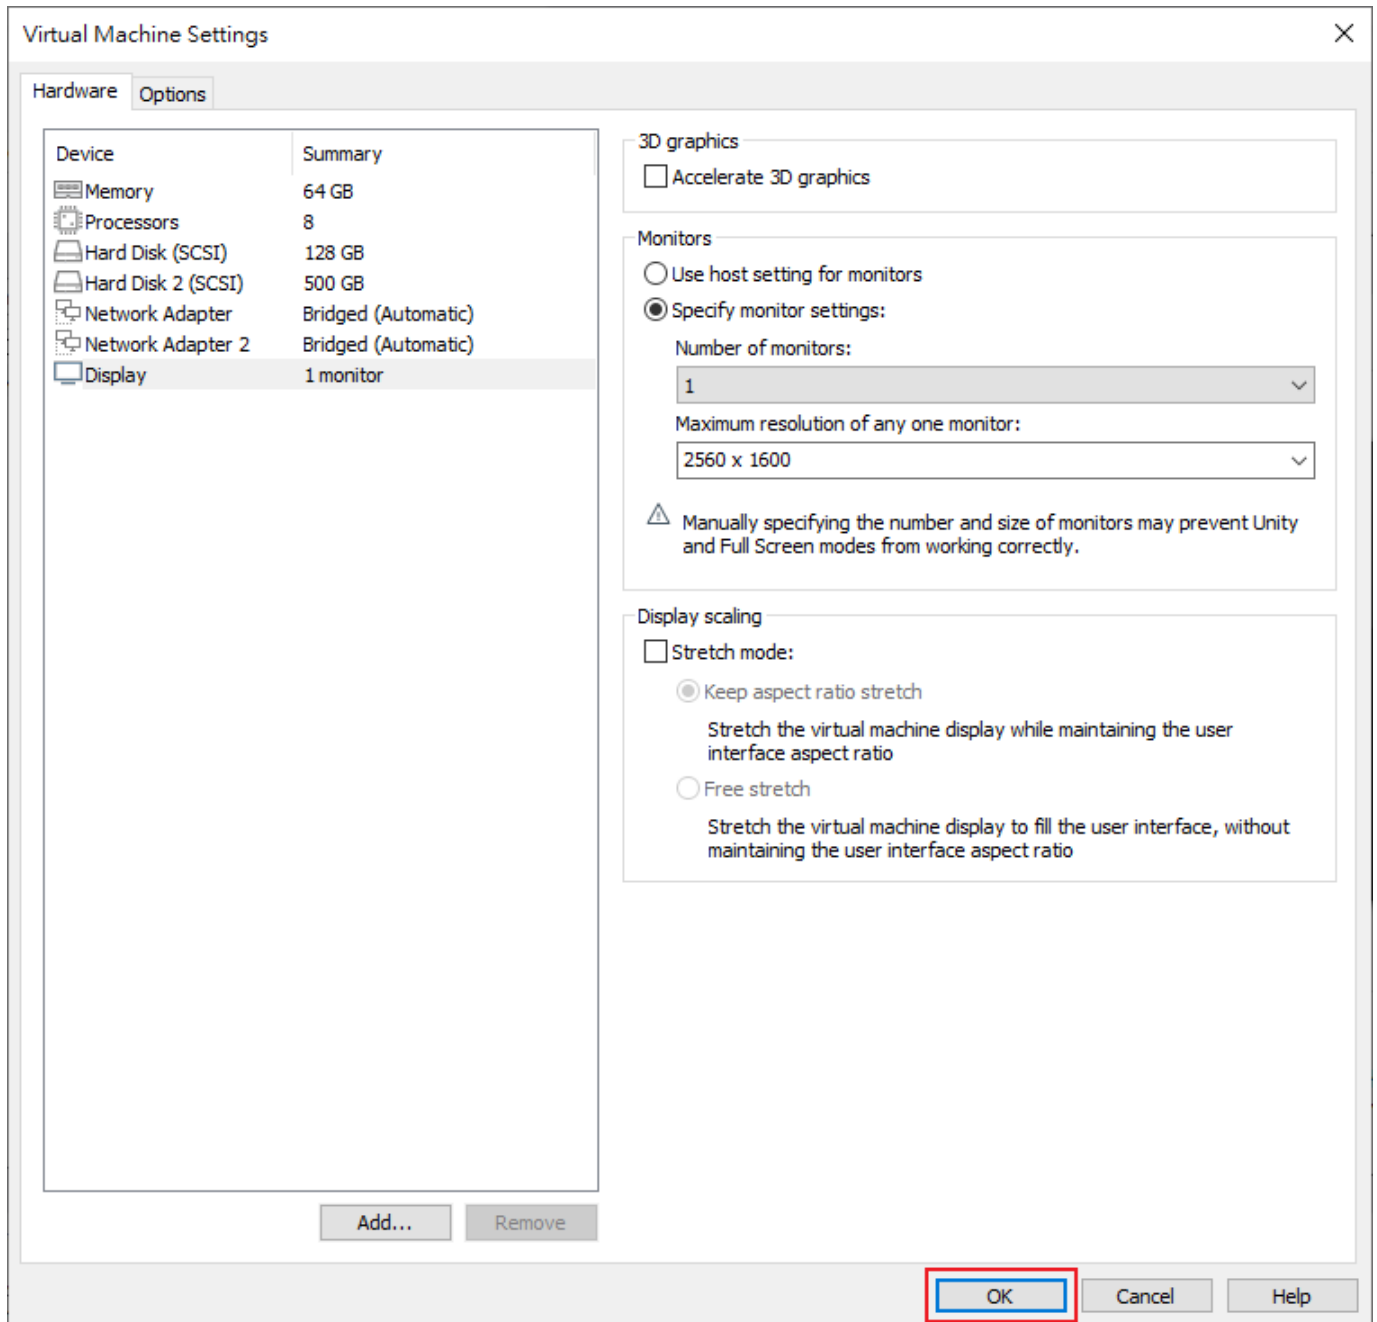 Virtual Machine Settings
Hardware
Options
Device Summary
Memory 64 GB
Processors 8
Hard Disk (SCSI) 128 GB
Hard Disk 2 (SCSI) 500 GB
Network Adapter Bridged (Automatic)
Network Adapter 2 Bridged (Automatic)
Display 1 monitor
Add...
Remove
3D graphics
Accelerate 3D graphics
Monitors
Use host setting for monitors
Specify monitor settings:
Number of monitors:
1
Maximum resolution of any one monitor:
2560 x 1600
Manually specifying the number and size of monitors may prevent Unity
and Full Screen modes from working correctly.
Display scaling
Stretch mode:
Keep aspect ratio stretch
Stretch the virtual machine display while maintaining the user
interface aspect ratio
Free stretch
Stretch the virtual machine display to fill the user interface, without
maintaining the user interface aspect ratio
OK
Cancel
Help